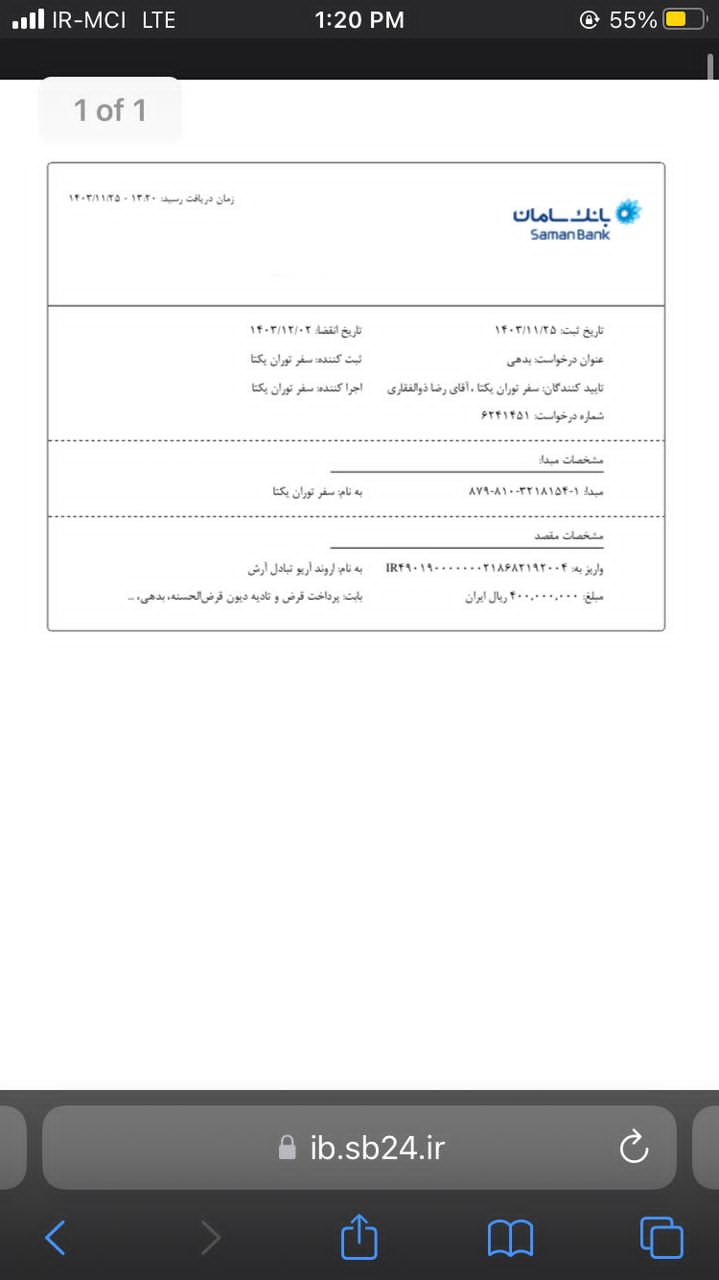 IR-MCI LTE 1:20 PM 55%
1 of 1
بانک سامان
Saman Bank
زمان دریافت رسید: ۱۳:۲۰ - ۱۴۰۳/۱۱/۲۵
تاریخ ثبت: ۱۴۰۳/۱۱/۲۵ تاریخ انقضا: ۱۴۰۳/۱۲/۰۲
عنوان درخواست: بدهی ثبت کننده: سفر توران یکتا
تایید کنندگان: سفر توران یکتا ، آقای رضا ذوالفقاری اجرا کننده: سفر توران یکتا
شماره درخواست: ۶۲۴۱۴۵۱
مشخصات مبدا:
مبدا: ۸۷۹-۸۱۰-۳۲۱۸۱۵۴-۱ به نام: سفر توران یکتا
مشخصات مقصد
واریز به: IR۴۹۰۱۹۰۰۰۰۰۰۰۰۲۱۸۶۸۲۱۹۲۰۰۴ به نام: اروند آریو تبادل آرش
مبلغ: ۴۰۰,۰۰۰,۰۰۰ ریال ایران بابت: پرداخت قرض و تادیه دیون قرض‌الحسنه، بدهی، ...
ib.sb24.ir